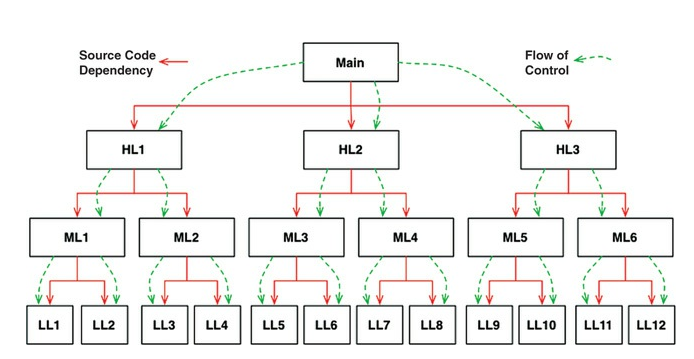 Source Code
Dependency
Main
Flow of
Control
HL1
HL2
HL3
ML1
ML2
ML3
ML4
ML5
ML6
LL1
LL2
LL3
LL4
LL5
LL6
LL7
LL8
LL9
LL10
LL11
LL12